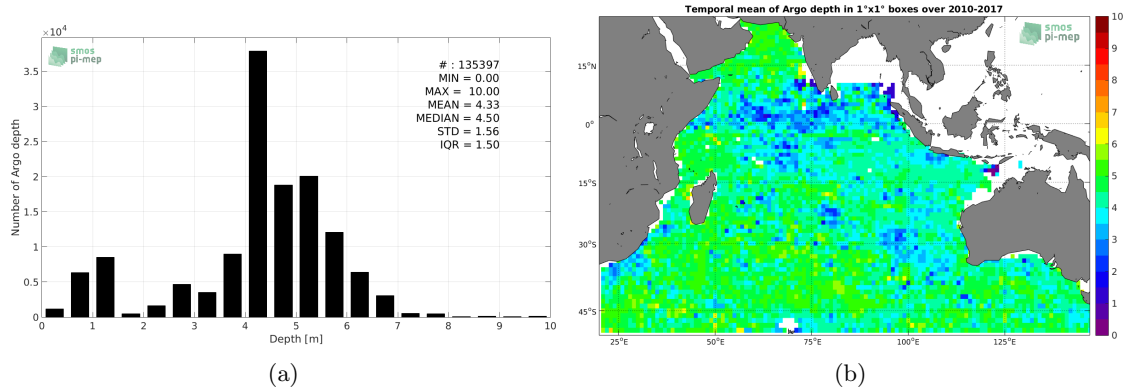 smos
pi-mep
×10⁴
# : 135397
MIN = 0.00
MAX = 10.00
MEAN = 4.33
MEDIAN = 4.50
STD = 1.56
IQR = 1.50
Number of Argo depth
3.5
3
2.5
2
1.5
1
0.5
0
0 1 2 3 4 5 6 7 8 9 10
Depth [m]
(a)
Temporal mean of Argo depth in 1°x1° boxes over 2010-2017
smos
pi-mep
15°N
0°
15°S
30°S
45°S
25°E 50°E 75°E 100°E 125°E
10
9
8
7
6
5
4
3
2
1
0
(b)